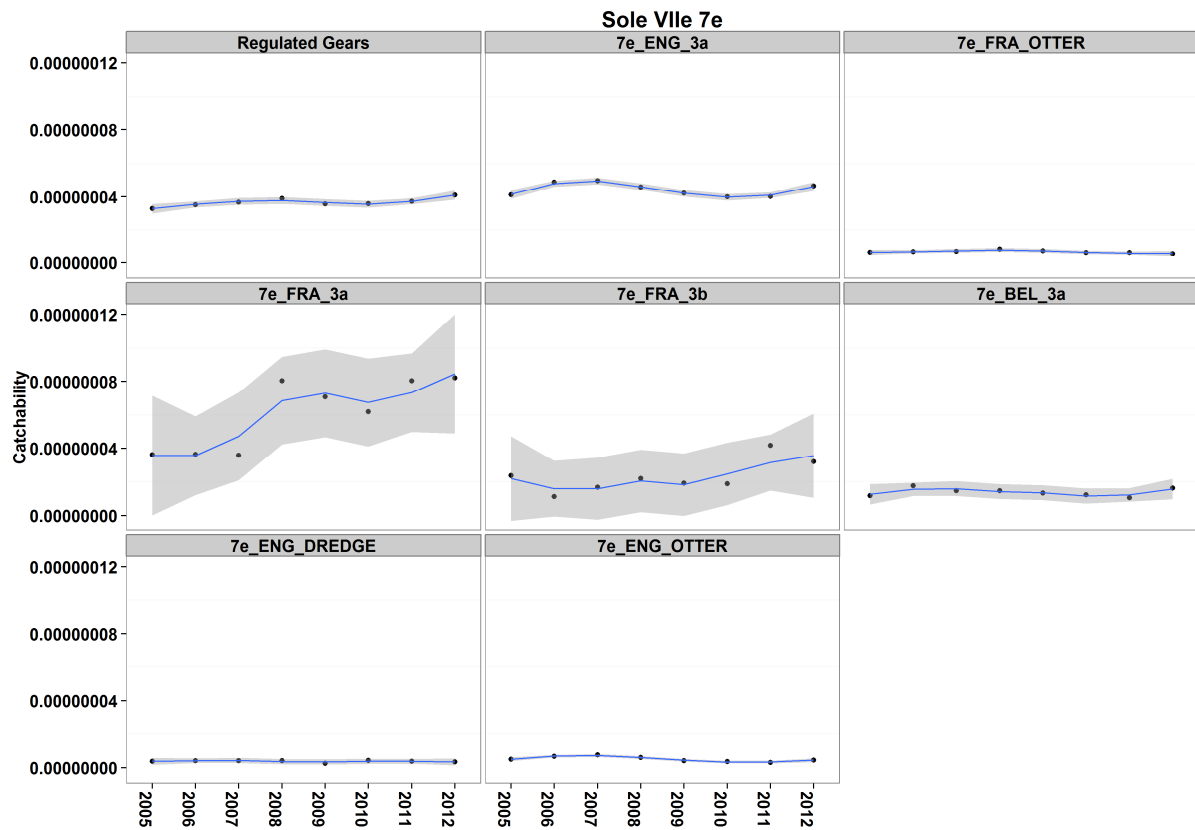 Sole VIIe 7e
Regulated Gears
7e_ENG_3a
7e_FRA_OTTER
0.00000012
0.00000008
0.00000004
0.00000000
7e_FRA_3a
7e_FRA_3b
7e_BEL_3a
Catchability
0.00000012
0.00000008
0.00000004
0.00000000
7e_ENG_DREDGE
7e_ENG_OTTER
0.00000012
0.00000008
0.00000004
0.00000000
2005 2006 2007 2008 2009 2010 2011 2012
2005 2006 2007 2008 2009 2010 2011 2012